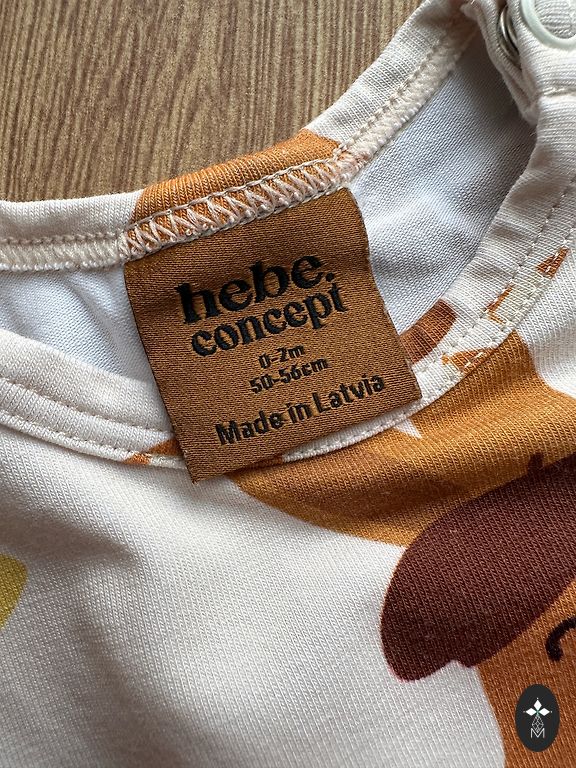 hebe.
concept
0-2m
50-56cm
Made in Latvia